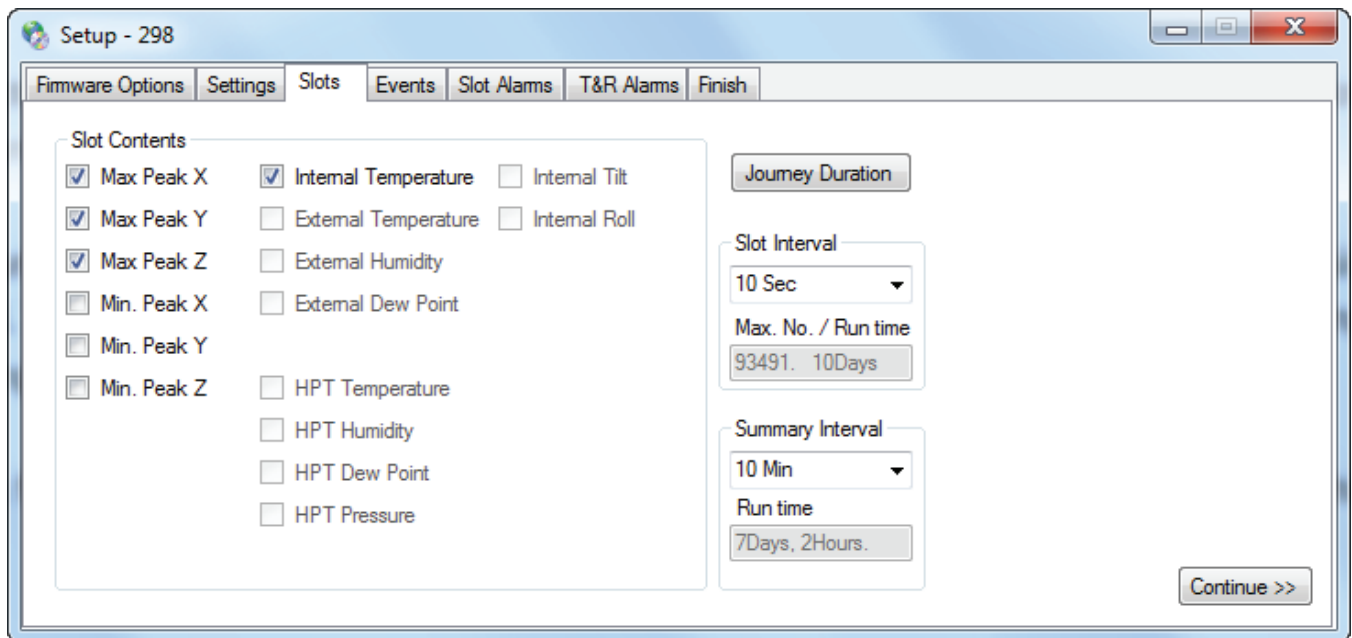 Setup - 298
Firmware Options Settings Slots Events Slot Alarms T&R Alarms Finish
Slot Contents
Max Peak X
Max Peak Y
Max Peak Z
Min. Peak X
Min. Peak Y
Min. Peak Z
Internal Temperature
External Temperature
External Humidity
External Dew Point
HPT Temperature
HPT Humidity
HPT Dew Point
HPT Pressure
Internal Tilt
Internal Roll
Journey Duration
Slot Interval
10 Sec
Max. No. / Run time
93491. 10Days
Summary Interval
10 Min
Run time
7Days, 2Hours.
Continue >>